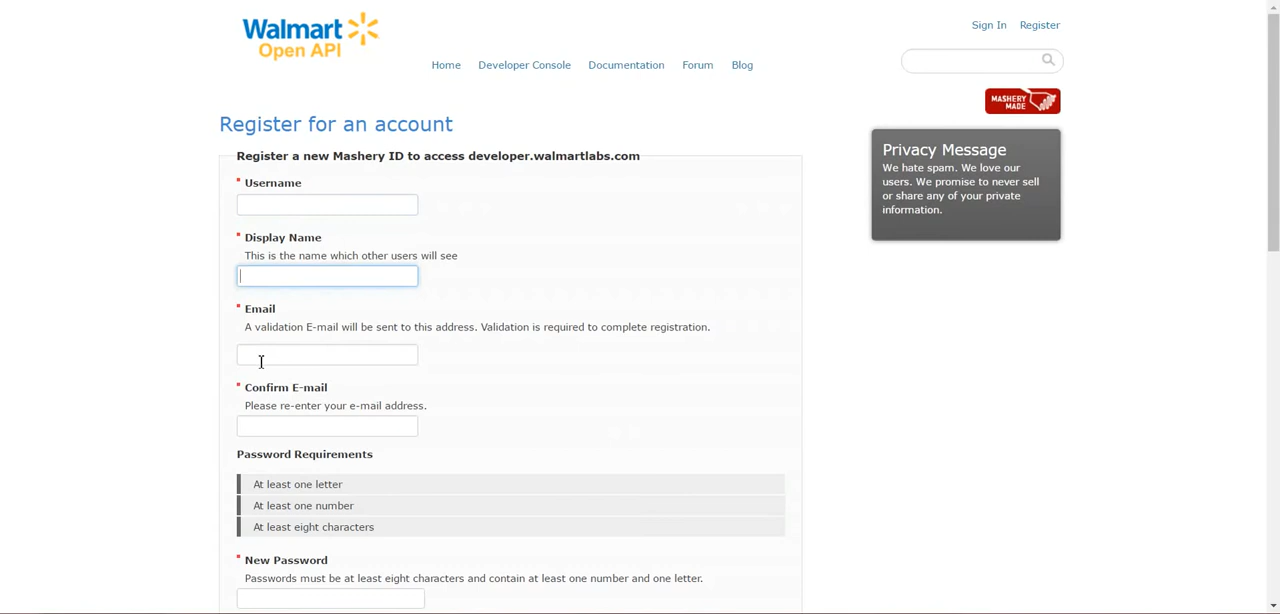 Walmart
Open API
Sign In Register
Home Developer Console Documentation Forum Blog
MASHERY
MADE
Register for an account
Register a new Mashery ID to access developer.walmartlabs.com
* Username
* Display Name
This is the name which other users will see
* Email
A validation E-mail will be sent to this address. Validation is required to complete registration.
* Confirm E-mail
Please re-enter your e-mail address.
Password Requirements
At least one letter
At least one number
At least eight characters
* New Password
Passwords must be at least eight characters and contain at least one number and one letter.
Privacy Message
We hate spam. We love our
users. We promise to never sell
or share any of your private
information.